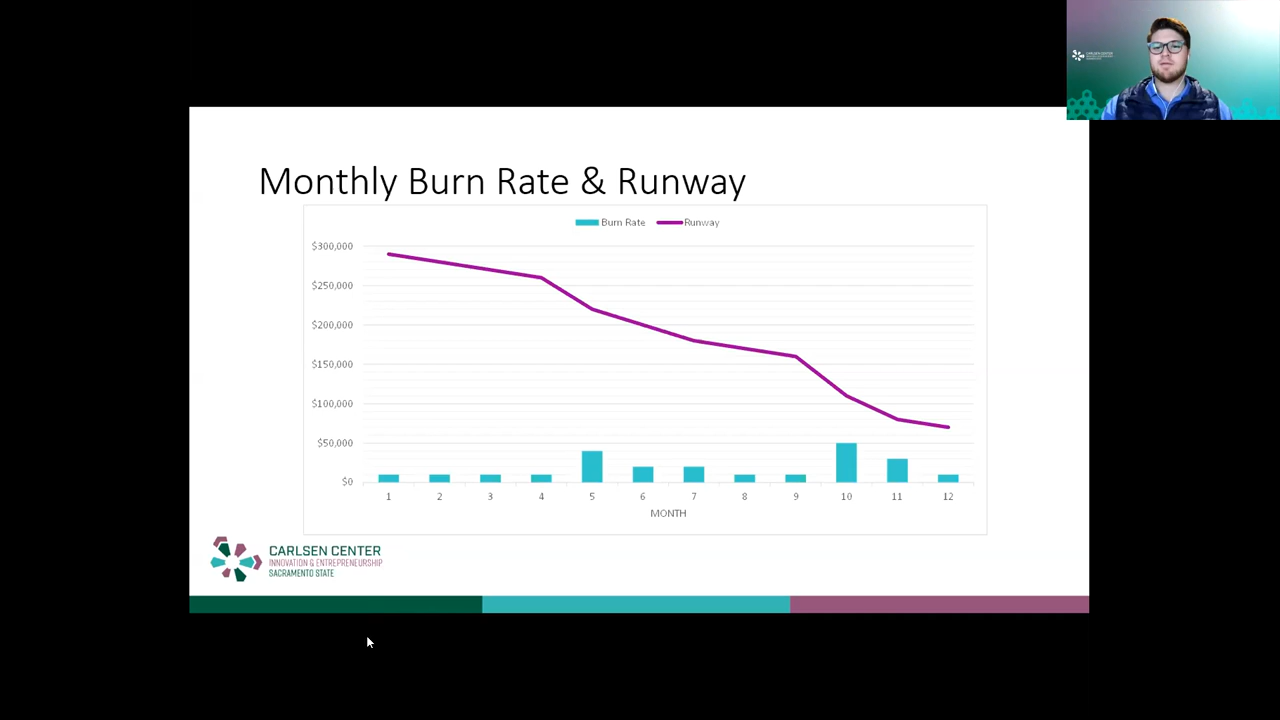 Monthly Burn Rate & Runway
Burn Rate Runway
$300,000
$250,000
$200,000
$150,000
$100,000
$50,000
$0
1 2 3 4 5 6 7 8 9 10 11 12
MONTH
CARLSEN CENTER
INNOVATION & ENTREPRENEURSHIP
SACRAMENTO STATE
CARLSEN CENTER